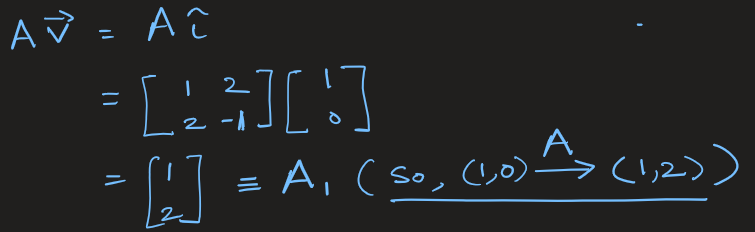 A v⃗ = A î
= [1 2; 2 -1] [1; 0]
= [1; 2] ≡ A₁ (so, (1,0) —A→ (1,2))